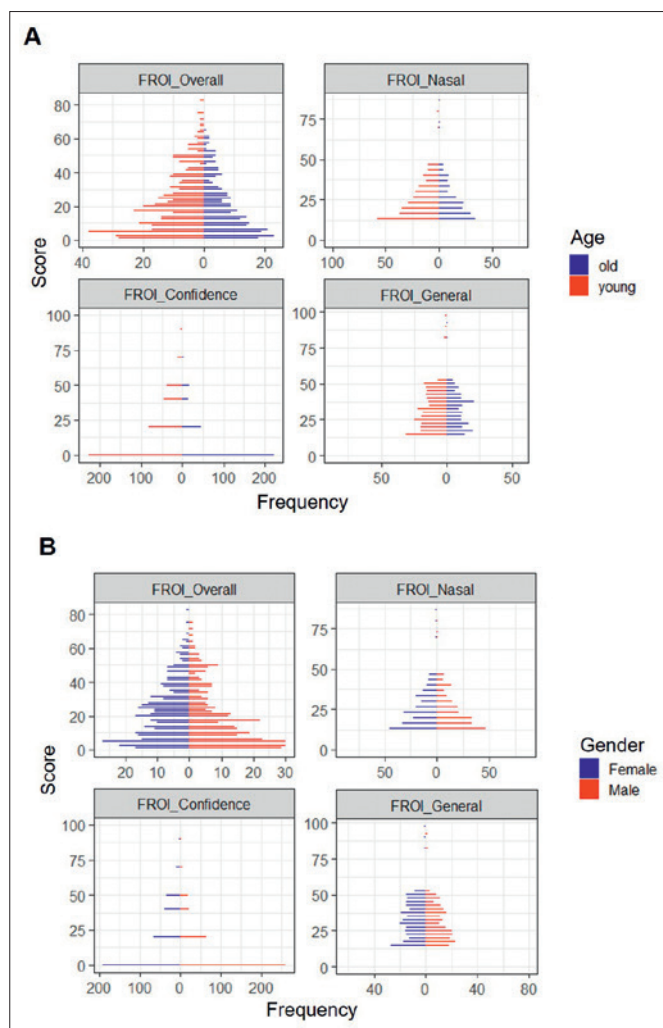 A
FROI_Overall FROI_Nasal
80
60
40
20
0
40 20 0 20
75
50
25
0
100 50 0 50
Score
Age
old
young
FROI_Confidence FROI_General
100
75
50
25
0
200 100 0 100 200
100
75
50
25
0
50 0 50
Frequency
B
FROI_Overall FROI_Nasal
80
60
40
20
0
20 10 0 10 20 30
75
50
25
0
50 0 50
Score
Gender
Female
Male
FROI_Confidence FROI_General
100
75
50
25
0
200 100 0 100 200
100
75
50
25
0
40 0 40 80
Frequency